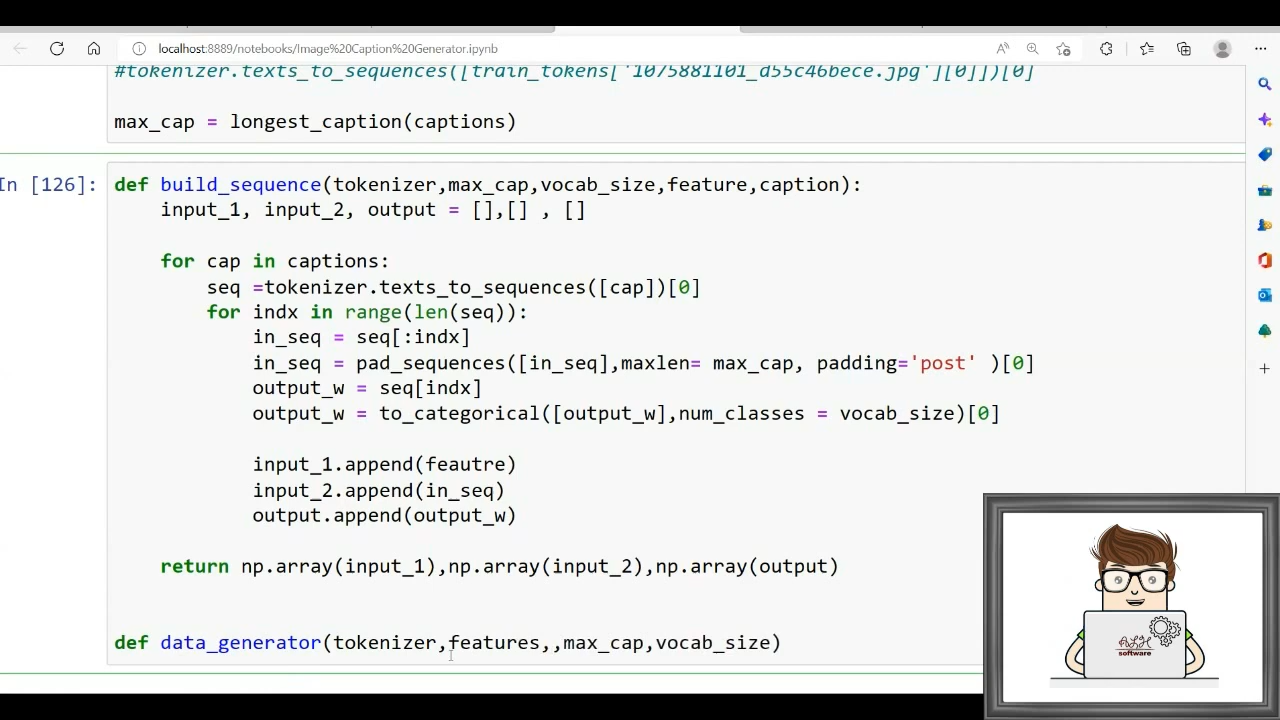 localhost:8889/notebooks/Image%20Caption%20Generator.ipynb
#tokenizer.texts_to_sequences([train_tokens['1075881101_d55c46bece.jpg'][0]])[0]
max_cap = longest_caption(captions)
In [126]:
def build_sequence(tokenizer,max_cap,vocab_size,feature,caption):
input_1, input_2, output = [],[] , []
for cap in captions:
seq =tokenizer.texts_to_sequences([cap])[0]
for indx in range(len(seq)):
in_seq = seq[:indx]
in_seq = pad_sequences([in_seq],maxlen= max_cap, padding='post' )[0]
output_w = seq[indx]
output_w = to_categorical([output_w],num_classes = vocab_size)[0]
input_1.append(feautre)
input_2.append(in_seq)
output.append(output_w)
return np.array(input_1),np.array(input_2),np.array(output)
def data_generator(tokenizer,features,,max_cap,vocab_size)
software